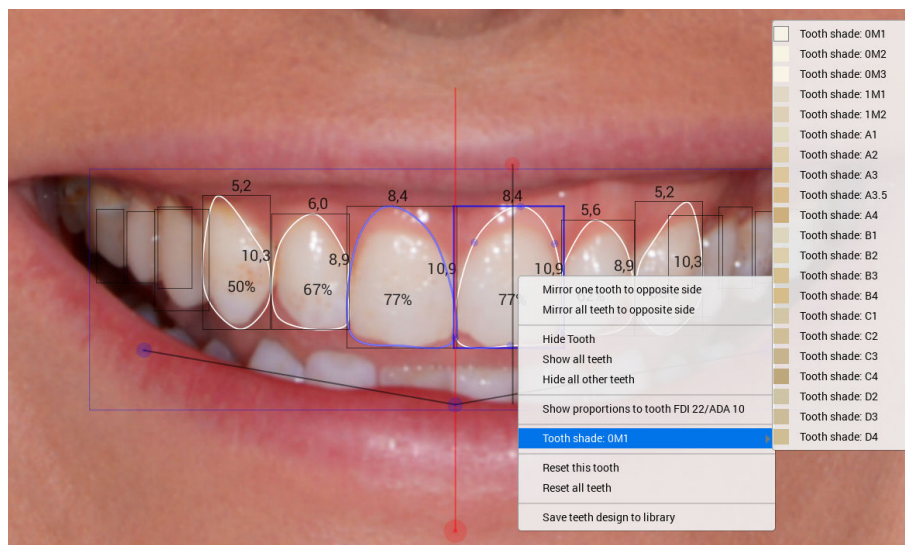 5,2
6,0
8,4
8,4
5,6
5,2
10,3
8,9
10,9
10,9
8,9
10,3
50%
67%
77%
77%
Mirror one tooth to opposite side
Mirror all teeth to opposite side
Hide Tooth
Show all teeth
Hide all other teeth
Show proportions to tooth FDI 22/ADA 10
Tooth shade: 0M1
Reset this tooth
Reset all teeth
Save teeth design to library
Tooth shade: 0M1
Tooth shade: 0M2
Tooth shade: 0M3
Tooth shade: 1M1
Tooth shade: 1M2
Tooth shade: A1
Tooth shade: A2
Tooth shade: A3
Tooth shade: A3.5
Tooth shade: A4
Tooth shade: B1
Tooth shade: B2
Tooth shade: B3
Tooth shade: B4
Tooth shade: C1
Tooth shade: C2
Tooth shade: C3
Tooth shade: C4
Tooth shade: D2
Tooth shade: D3
Tooth shade: D4